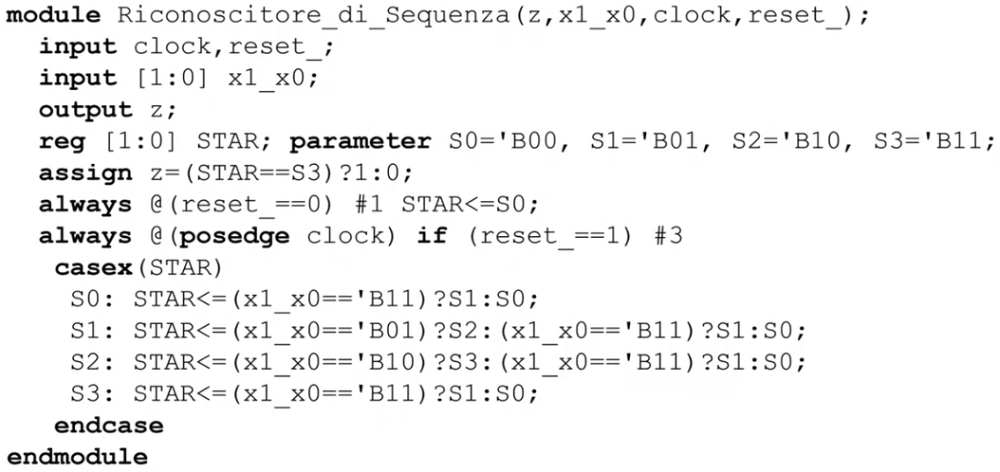 module Riconoscitore_di_Sequenza(z,x1_x0,clock,reset_);
input clock,reset_;
input [1:0] x1_x0;
output z;
reg [1:0] STAR; parameter S0='B00, S1='B01, S2='B10, S3='B11;
assign z=(STAR==S3)?1:0;
always @(reset_==0) #1 STAR<=S0;
always @(posedge clock) if (reset_==1) #3
casex(STAR)
S0: STAR<=(x1_x0=='B11)?S1:S0;
S1: STAR<=(x1_x0=='B01)?S2:(x1_x0=='B11)?S1:S0;
S2: STAR<=(x1_x0=='B10)?S3:(x1_x0=='B11)?S1:S0;
S3: STAR<=(x1_x0=='B11)?S1:S0;
endcase
endmodule